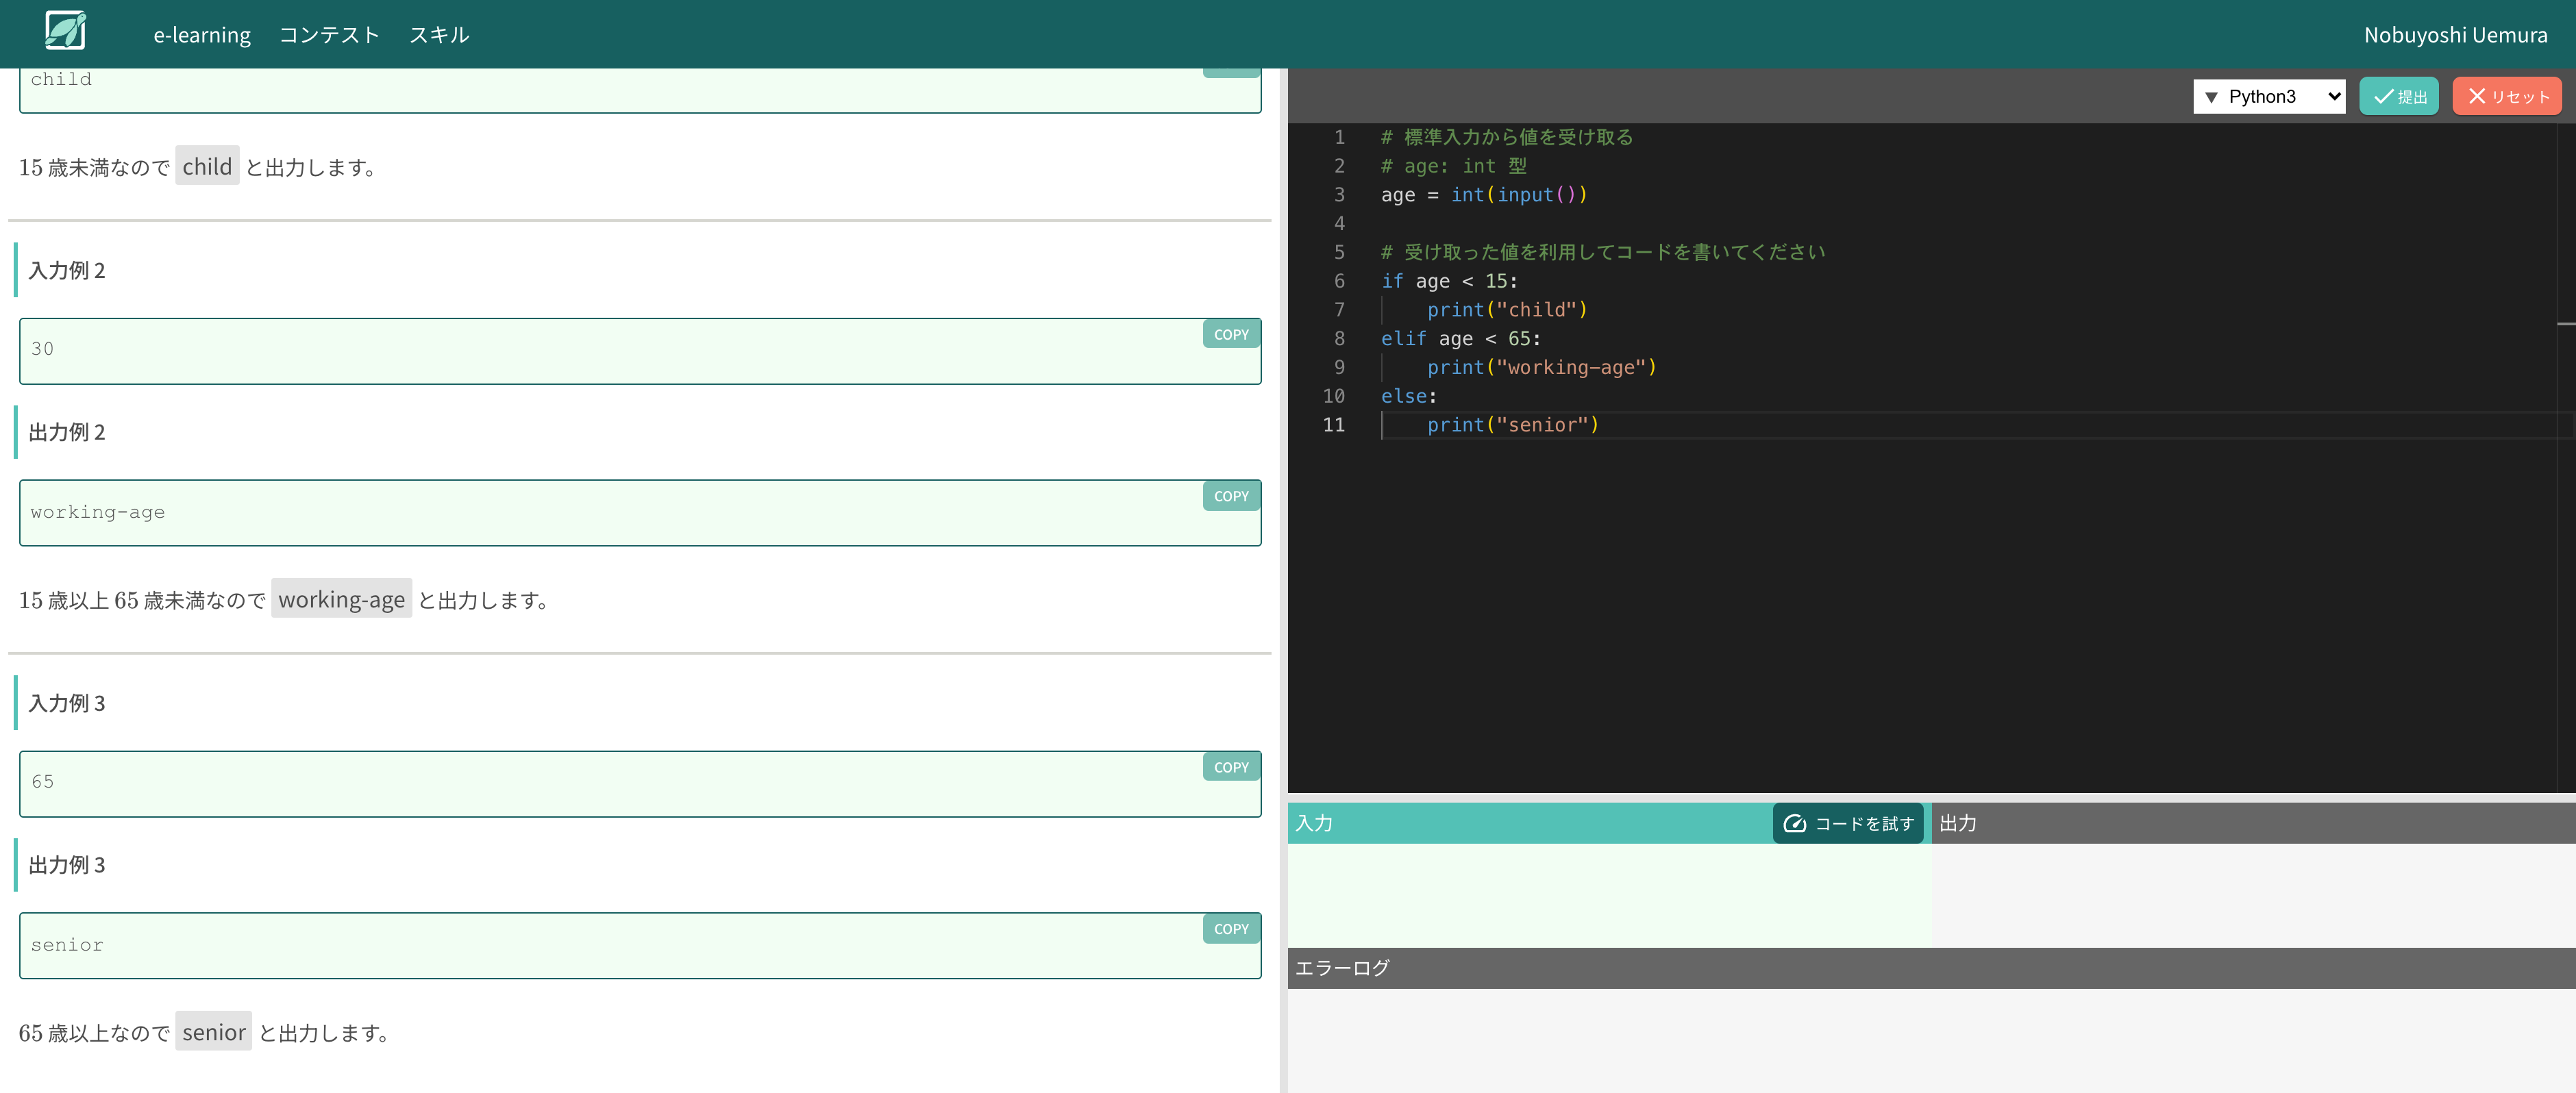 e-learning コンテスト スキル Nobuyoshi Uemura
child
15 歳未満なので child と出力します。
入力例 2
COPY
30
出力例 2
COPY
working-age
15 歳以上 65 歳未満なので working-age と出力します。
入力例 3
COPY
65
出力例 3
COPY
senior
65 歳以上なので senior と出力します。
▼ Python3 提出 リセット
1 # 標準入力から値を受け取る
2 # age: int 型
3 age = int(input())
4
5 # 受け取った値を利用してコードを書いてください
6 if age < 15:
7     print("child")
8 elif age < 65:
9     print("working-age")
10 else:
11     print("senior")
入力 コードを試す 出力
エラーログ